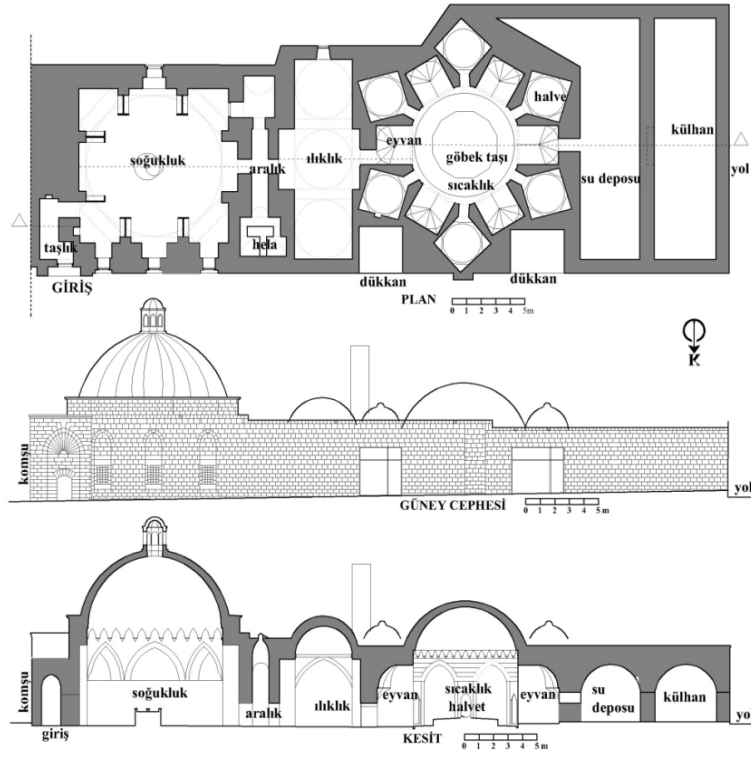 halve
külhan
eyvan
göbek taşı
soğukluk
aralık
ılıklık
sıcaklık
su deposu
yol
hela
taşlık
GİRİŞ
dükkan
dükkan
PLAN
0 1 2 3 4 5m
K
komşu
yol
GÜNEY CEPHESİ
0 1 2 3 4 5m
komşu
soğukluk
aralık
ılıklık
eyvan
sıcaklık
halvet
eyvan
su
deposu
külhan
yol
giriş
KESİT
0 1 2 3 4 5m